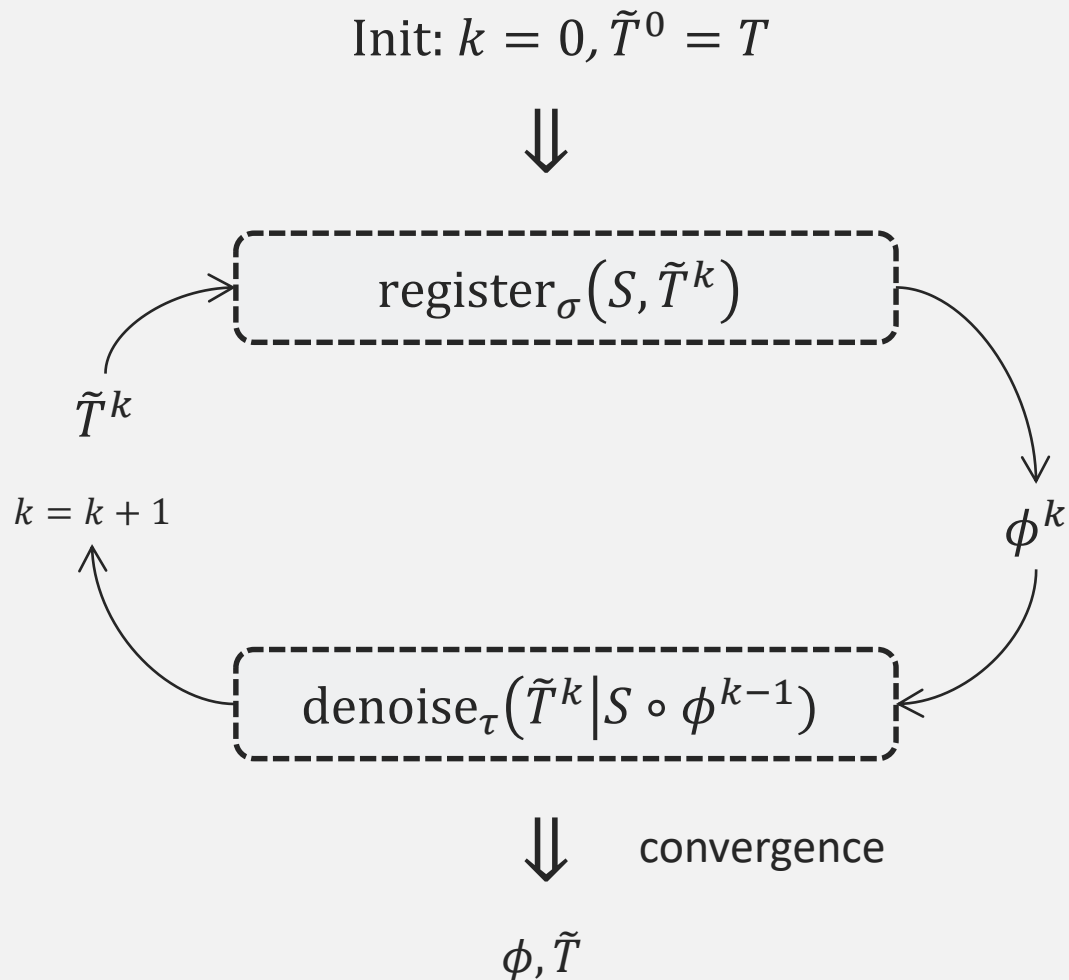 Init: k = 0, T̃⁰ = T
⇓
register_σ(S, T̃ᵏ)
T̃ᵏ
k = k + 1
ϕᵏ
denoise_τ(T̃ᵏ|S ∘ ϕᵏ⁻¹)
⇓ convergence
ϕ, T̃